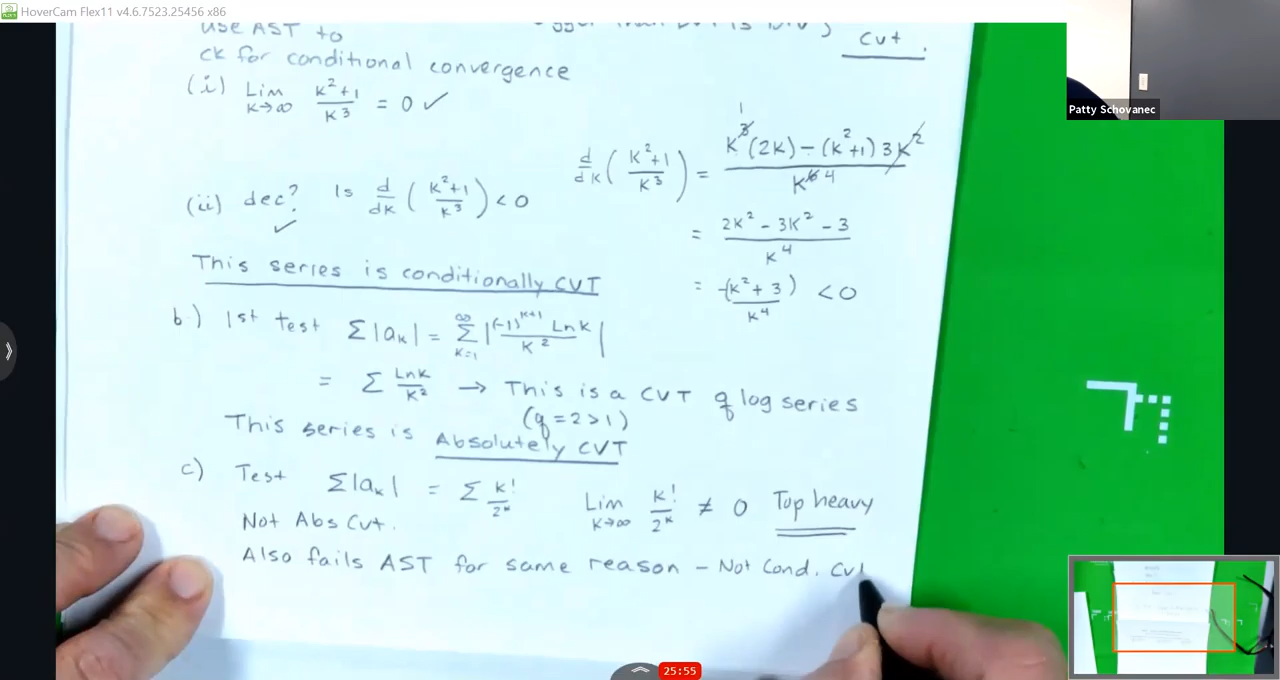 HoverCam Flex11 v4.6.7523.25456 x86
use AST to
cvt.
ck for conditional convergence
(i) Lim K→∞ K²+1/K³ = 0 ✓
d/dK (K²+1/K³) = K³(2K) - (K²+1) 3K²/K⁶ 1 4
(ii) dec? ✓ Is d/dK (K²+1/K³) < 0
= 2K² - 3K² - 3/K⁴
= -(K²+3)/K⁴ < 0
This series is conditionally CVT
b.) 1st test Σ|aₖ| = Σ K=1 ∞ |(-1)ᴷ⁺¹ Ln K/K²|
= Σ LnK/K² → This is a CVT q log series
(q = 2 > 1)
This series is Absolutely CVT
c) Test Σ|aₖ| = Σ K!/2ᴷ Lim K→∞ K!/2ᴷ ≠ 0 Top heavy
Not Abs Cvt.
Also fails AST for same reason - Not Cond. Cvt
Patty Schovanec
25:55